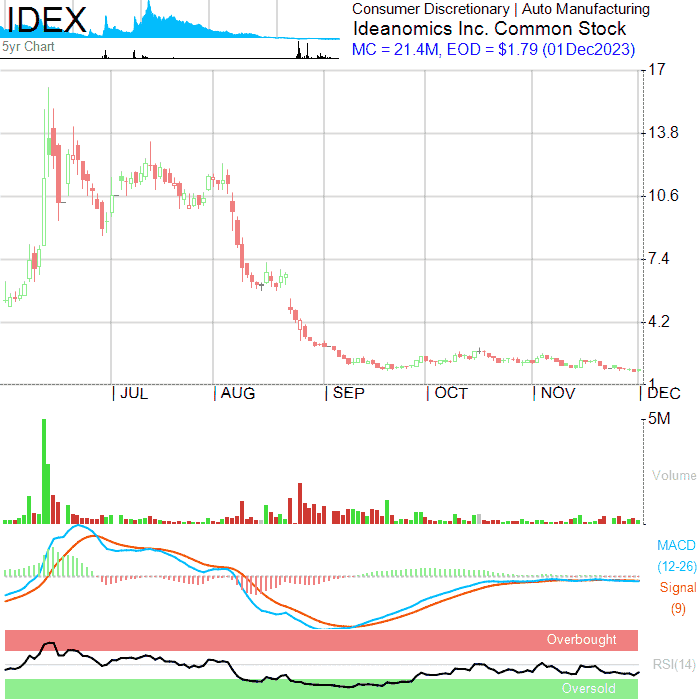 IDEX
5yr Chart
Consumer Discretionary | Auto Manufacturing
Ideanomics Inc. Common Stock
MC = 21.4M, EOD = $1.79 (01Dec2023)
17
13.8
10.6
7.4
4.2
1
| JUL | AUG | SEP | OCT | NOV | DEC
5M
Volume
MACD
(12-26)
Signal
(9)
Overbought
RSI(14)
Oversold